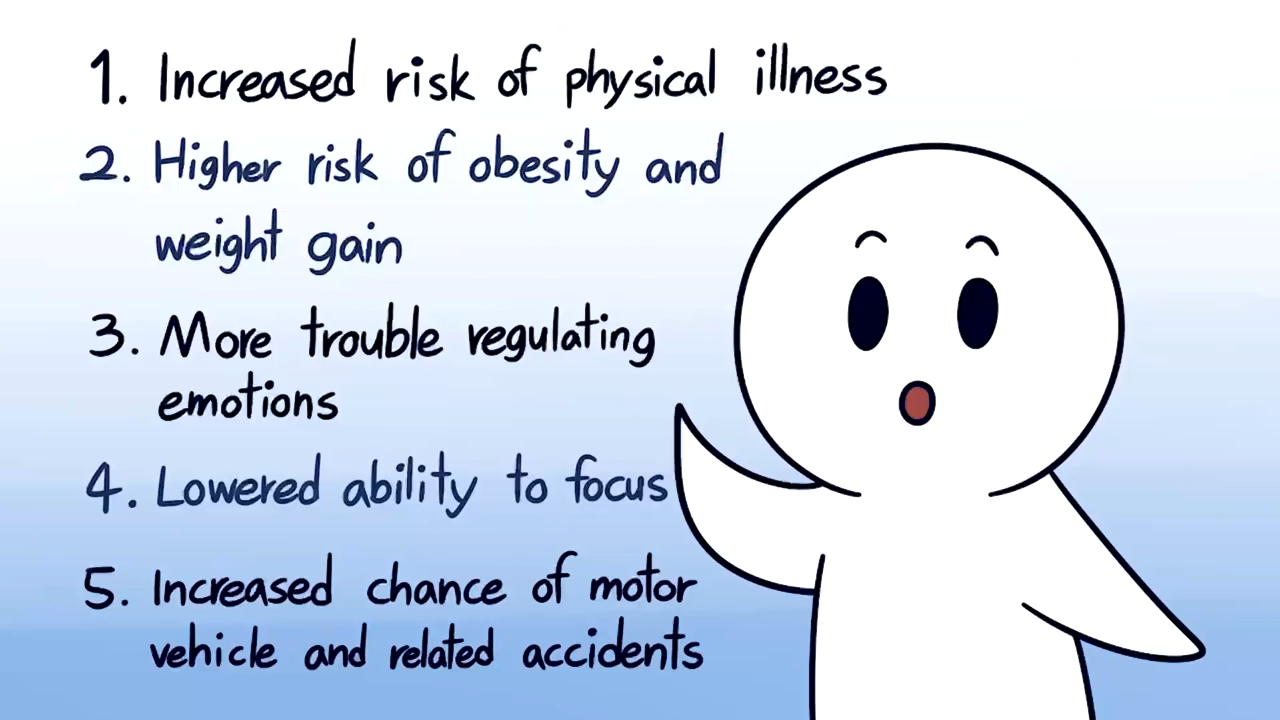 1. Increased risk of physical illness
2. Higher risk of obesity and
weight gain
3. More trouble regulating
emotions
4. Lowered ability to focus
5. Increased chance of motor
vehicle and related accidents